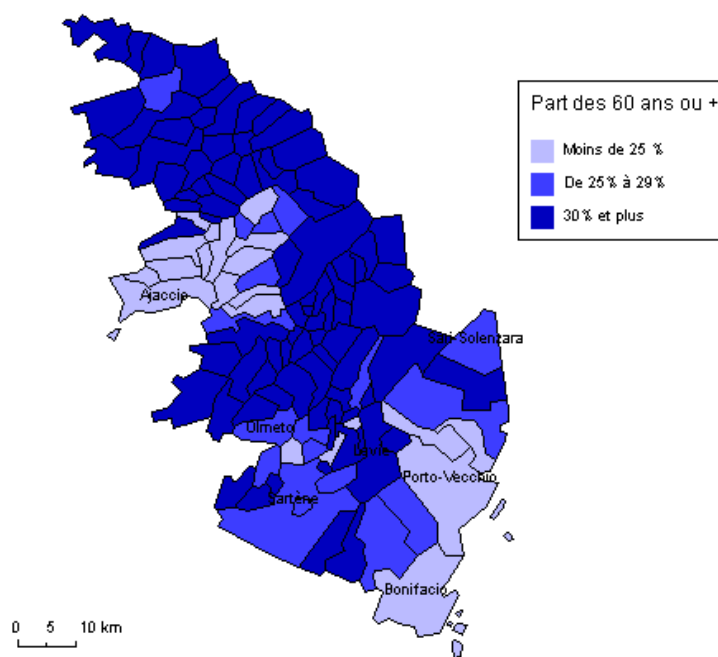 Part des 60 ans ou +
Moins de 25 %
De 25% à 29%
30% et plus
Ajaccio
Sari-Solenzara
Olmeto
Levie
Porto-Vecchio
Sartène
Bonifacio
0 5 10 km